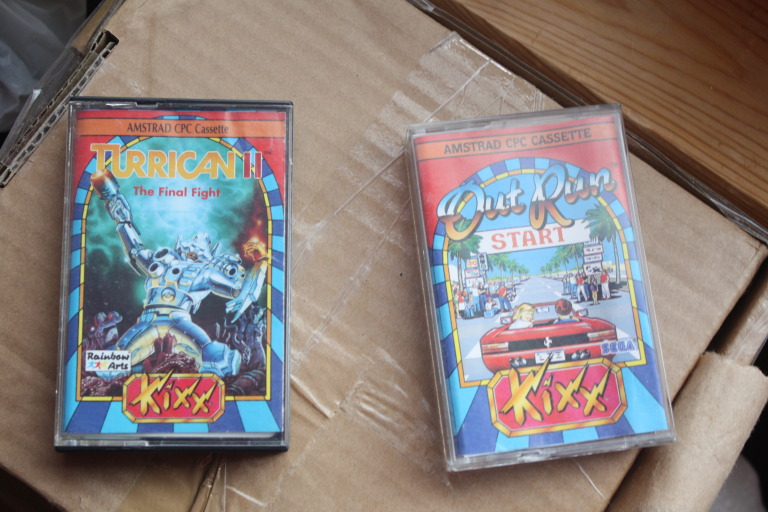 AMSTRAD CPC Cassette
TURRICAN II
The Final Fight
Rainbow
Arts
Kixx
AMSTRAD CPC CASSETTE
Out Run
START
SEGA
Kixx